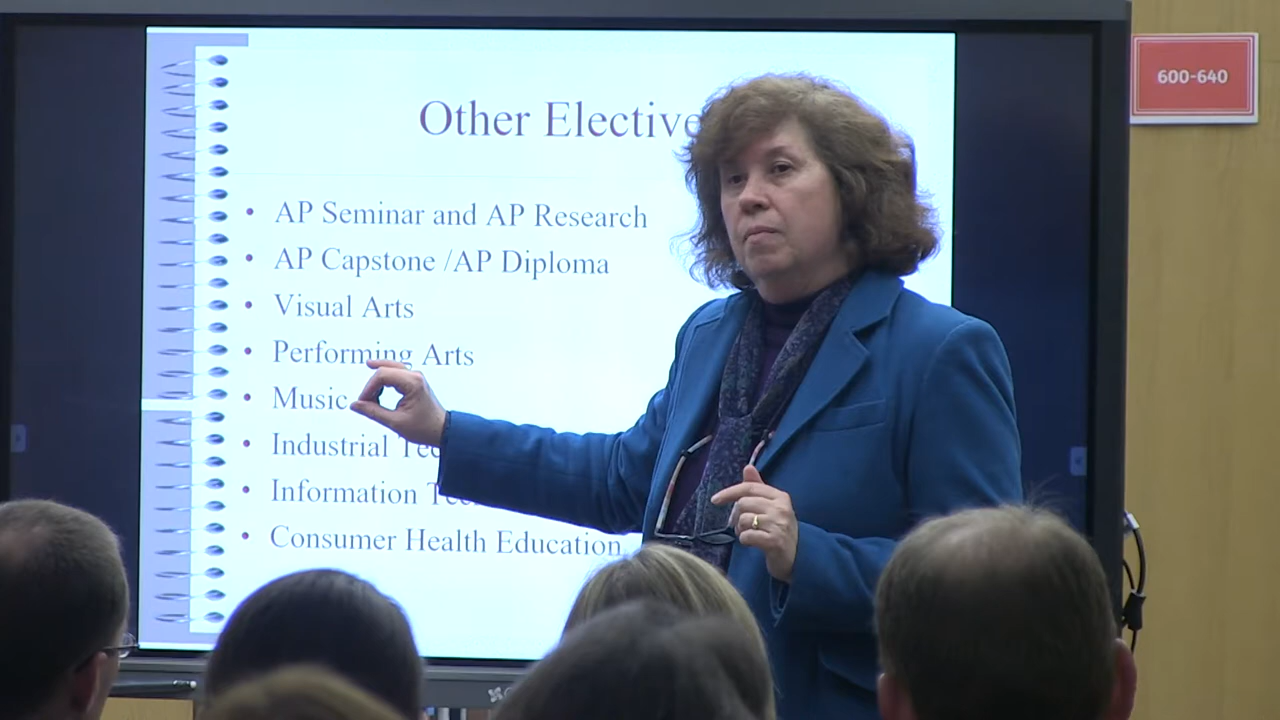 Other Elective
600-640
• AP Seminar and AP Research
• AP Capstone /AP Diploma
• Visual Arts
• Performing Arts
• Music
• Industrial
• Information
• Consumer Health Education